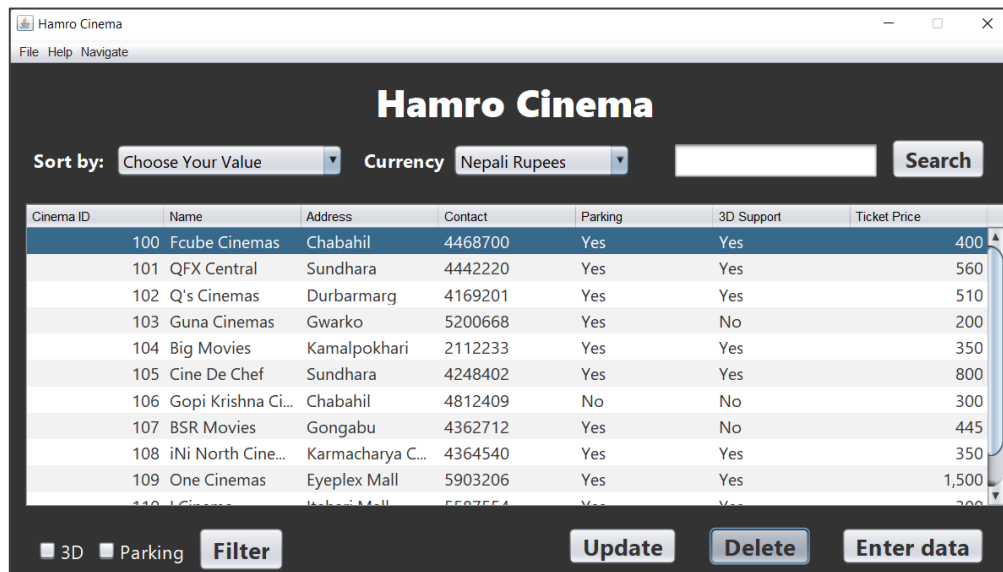 Hamro Cinema
File Help Navigate
Hamro Cinema
Sort by: Choose Your Value Currency Nepali Rupees Search
Cinema ID Name Address Contact Parking 3D Support Ticket Price
100 Fcube Cinemas Chabahil 4468700 Yes Yes 400
101 QFX Central Sundhara 4442220 Yes Yes 560
102 Q's Cinemas Durbarmarg 4169201 Yes Yes 510
103 Guna Cinemas Gwarko 5200668 Yes No 200
104 Big Movies Kamalpokhari 2112233 Yes Yes 350
105 Cine De Chef Sundhara 4248402 Yes Yes 800
106 Gopi Krishna Ci... Chabahil 4812409 No No 300
107 BSR Movies Gongabu 4362712 Yes No 445
108 iNi North Cine... Karmacharya C... 4364540 Yes Yes 350
109 One Cinemas Eyeplex Mall 5903206 Yes Yes 1,500
3D Parking Filter Update Delete Enter data